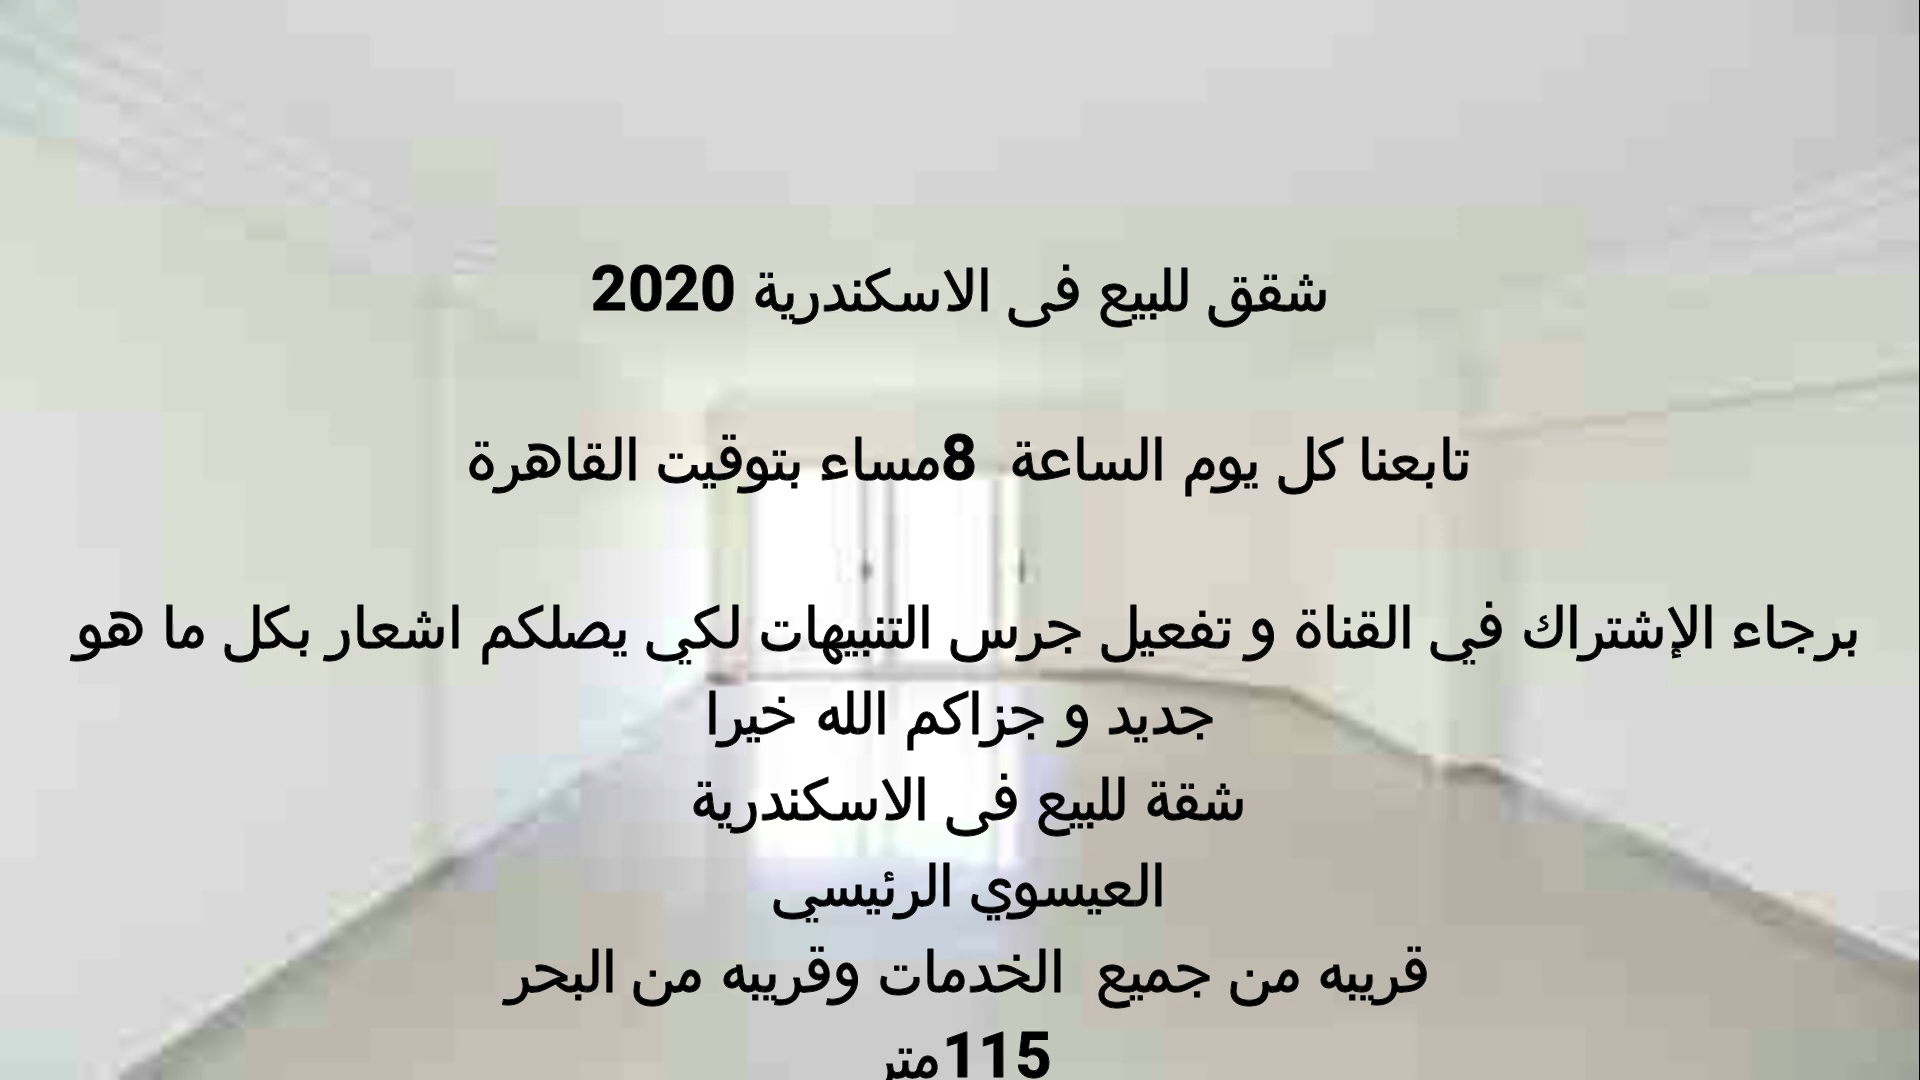 شقق للبيع فى الاسكندرية 2020
تابعنا كل يوم الساعة 8مساء بتوقيت القاهرة
برجاء الإشتراك في القناة و تفعيل جرس التنبيهات لكي يصلكم اشعار بكل ما هو
جديد و جزاكم الله خيرا
شقة للبيع فى الاسكندرية
العيسوي الرئيسى
قريبه من جميع الخدمات وقريبه من البحر
115متر